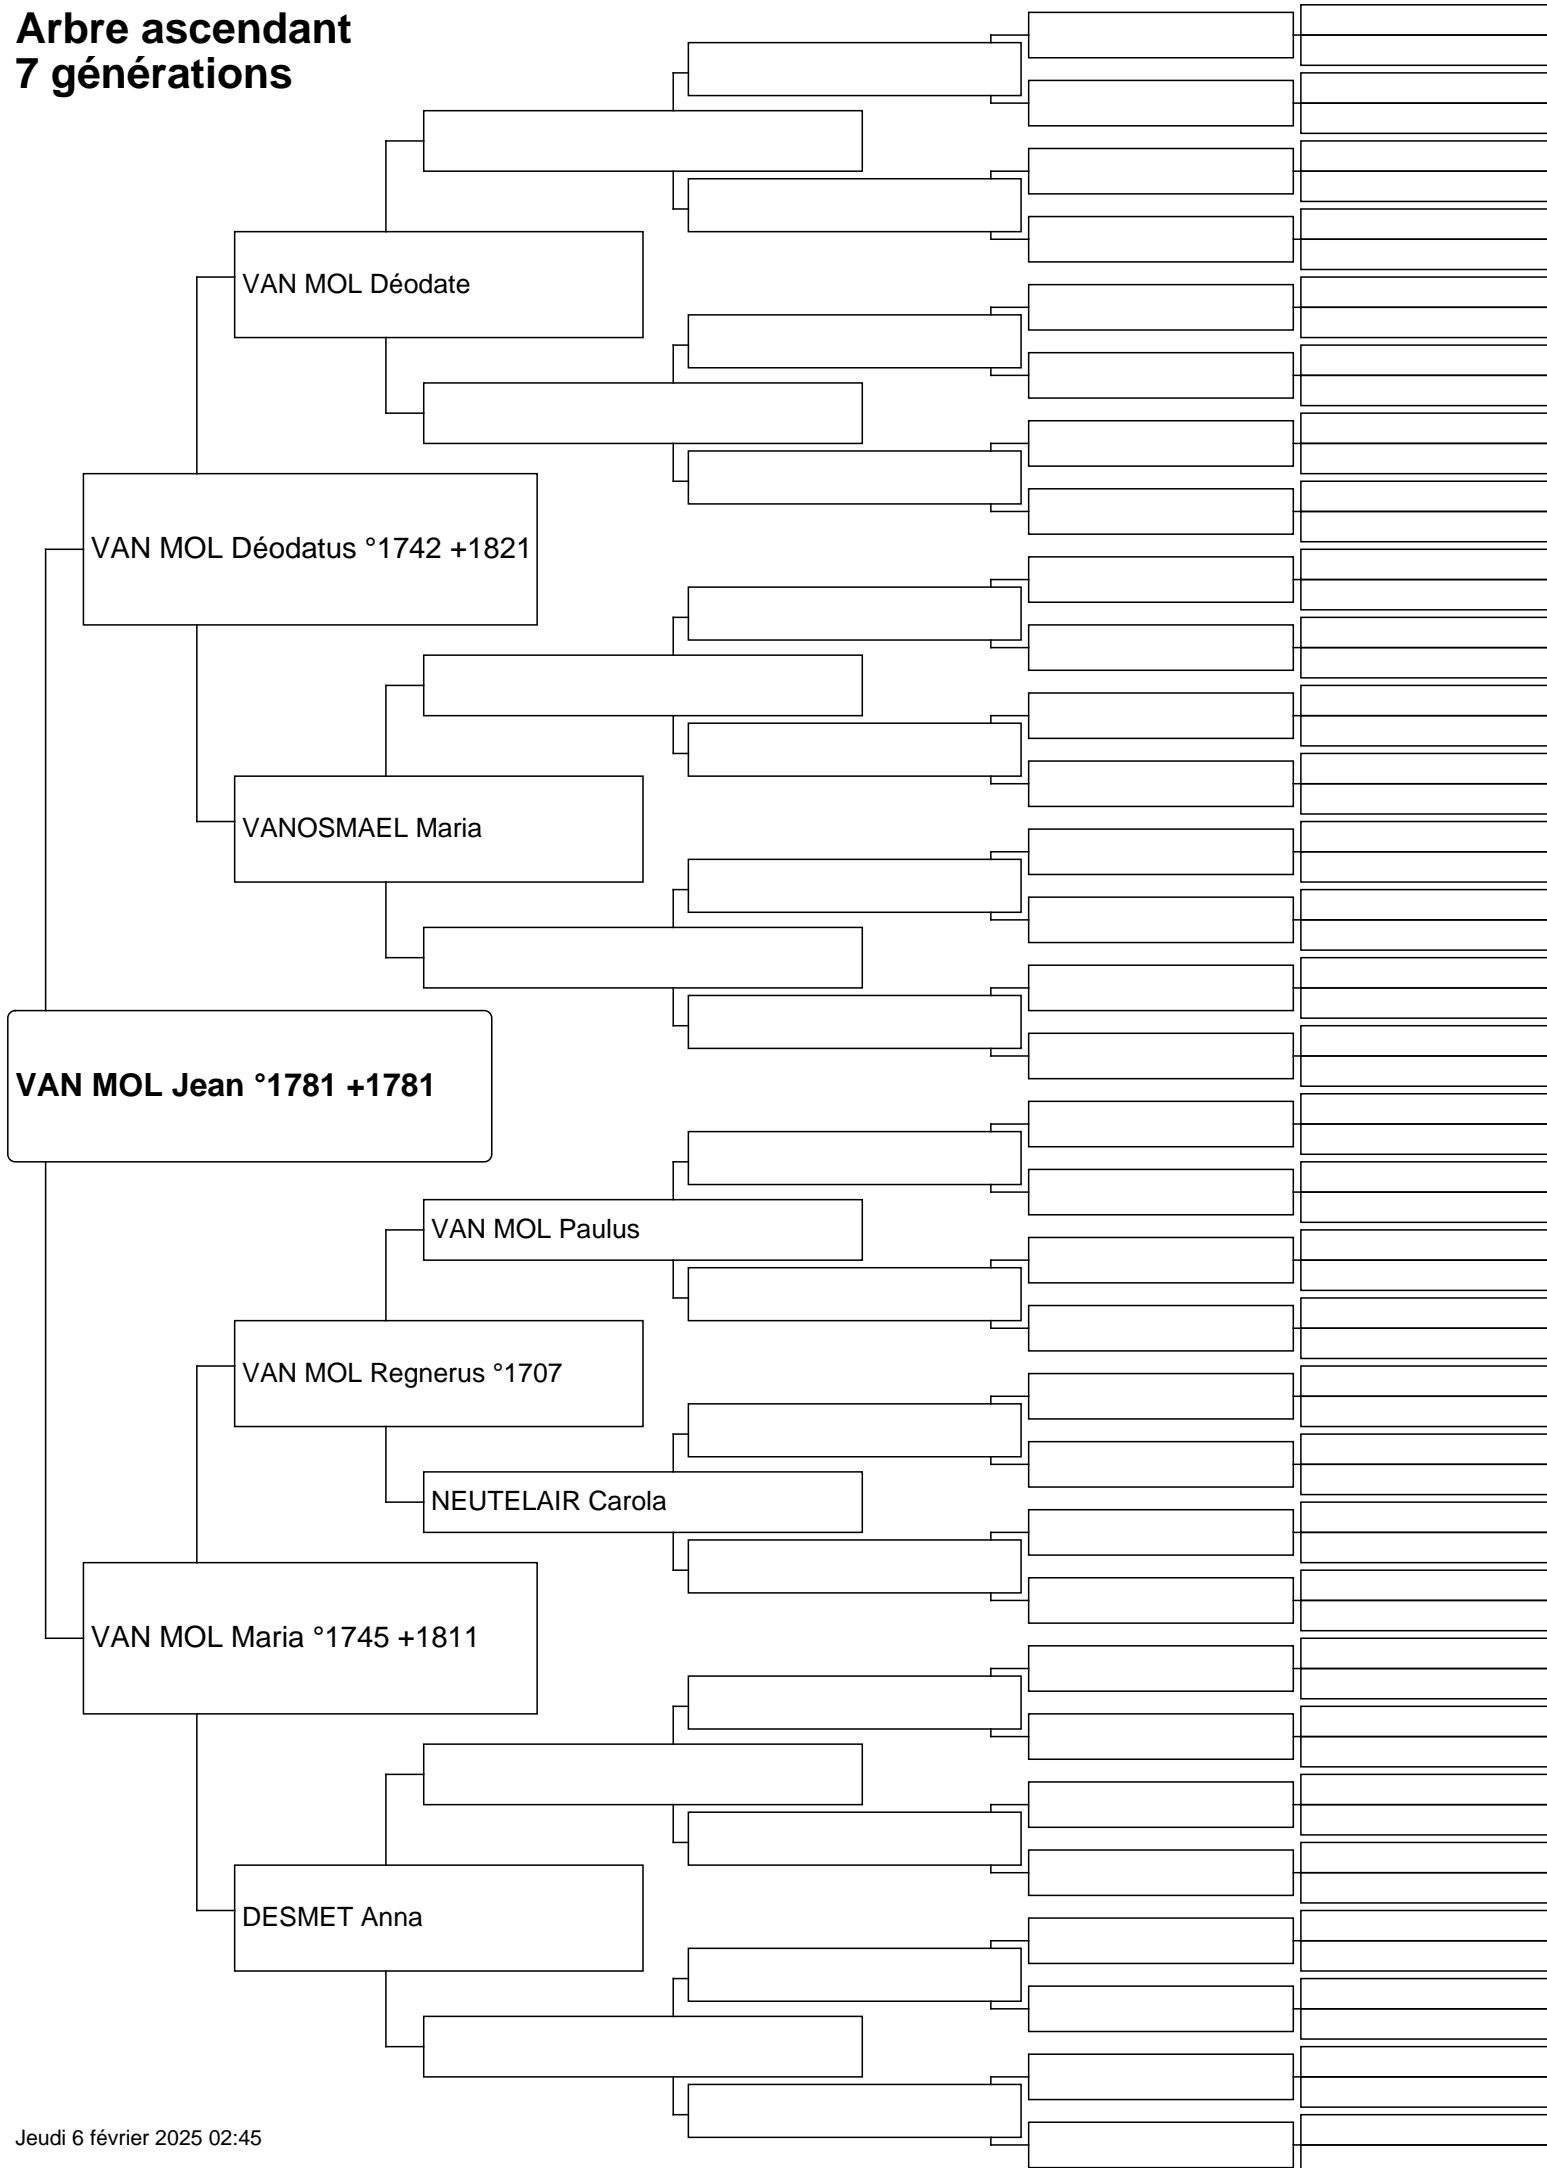 Arbre ascendant
7 générations
VAN MOL Déodate
VAN MOL Déodatus °1742 +1821
VANOSMAEL Maria
VAN MOL Jean °1781 +1781
VAN MOL Paulus
VAN MOL Regnerus °1707
NEUTELAIR Carola
VAN MOL Maria °1745 +1811
DESMET Anna
Jeudi 6 février 2025 02:45